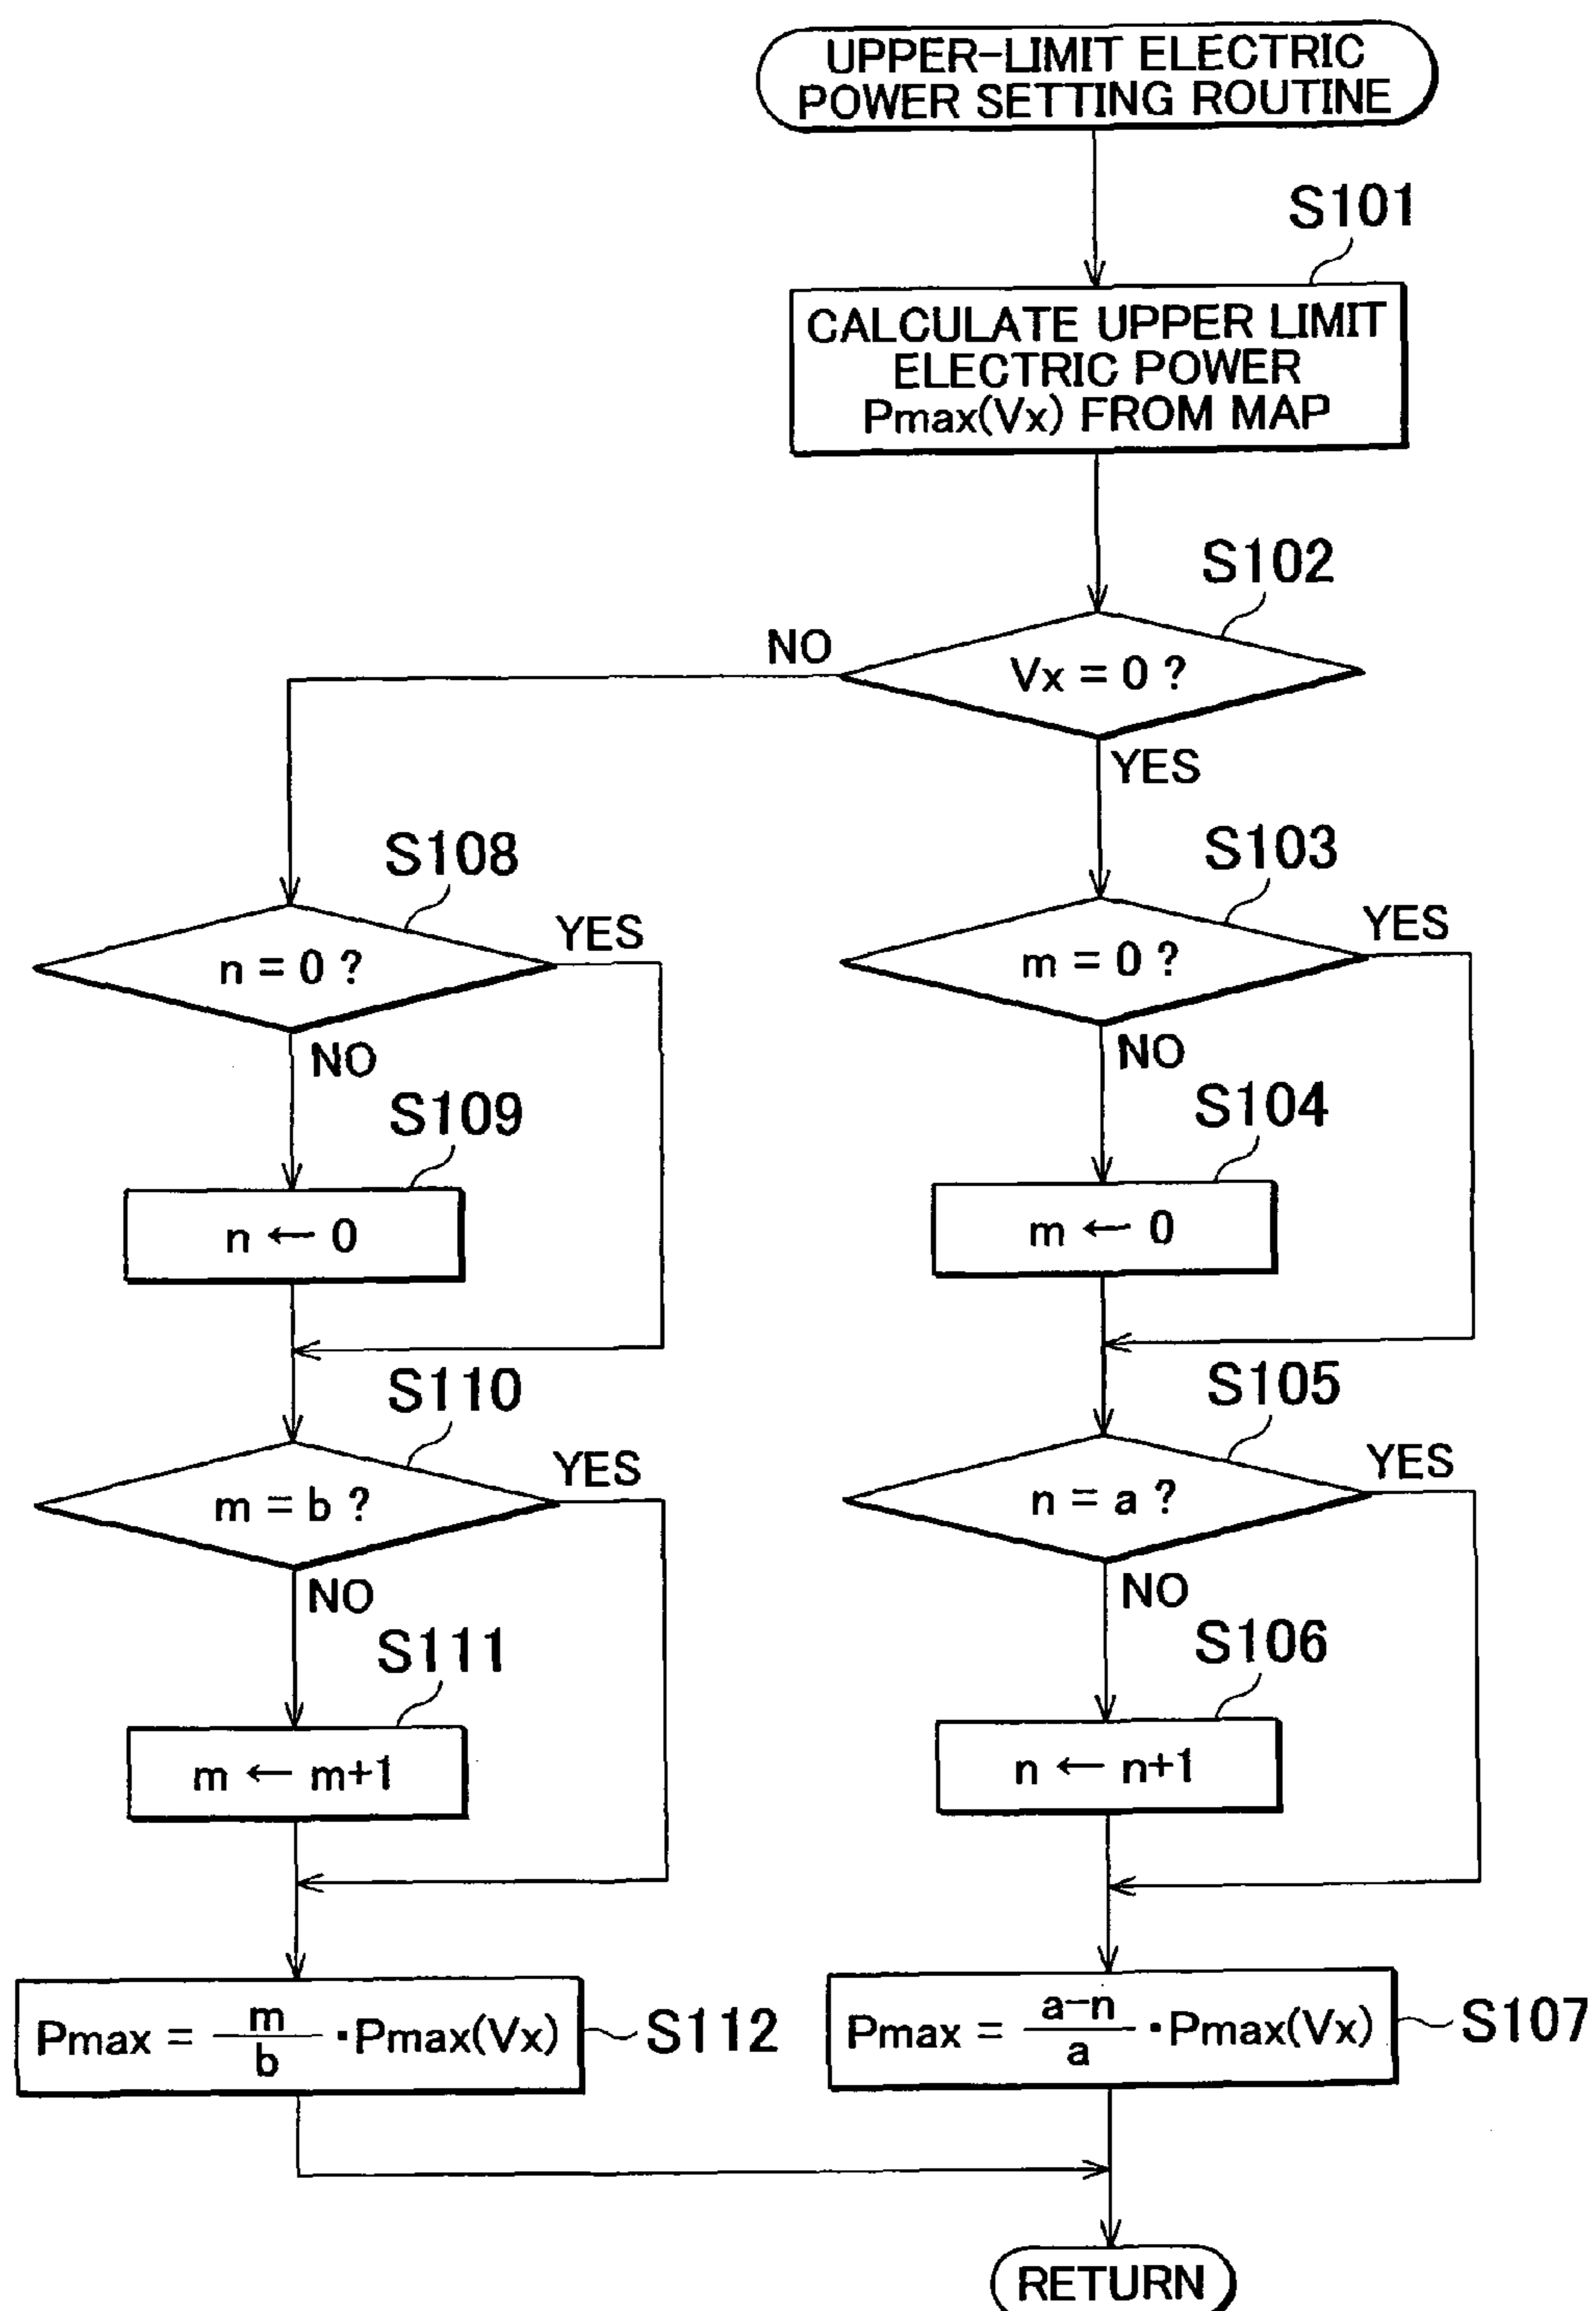 UPPER-LIMIT ELECTRIC
POWER SETTING ROUTINE
S101
CALCULATE UPPER LIMIT
ELECTRIC POWER
Pmax(Vx) FROM MAP
S102
NO
Vx = 0 ?
YES
S108
S103
n = 0 ?
YES
m = 0 ?
YES
NO
NO
S109
S104
n ← 0
m ← 0
S110
S105
m = b ?
YES
n = a ?
YES
NO
NO
S111
S106
m ← m+1
n ← n+1
Pmax = m/b · Pmax(Vx)
S112
Pmax = a-n/a · Pmax(Vx)
S107
RETURN